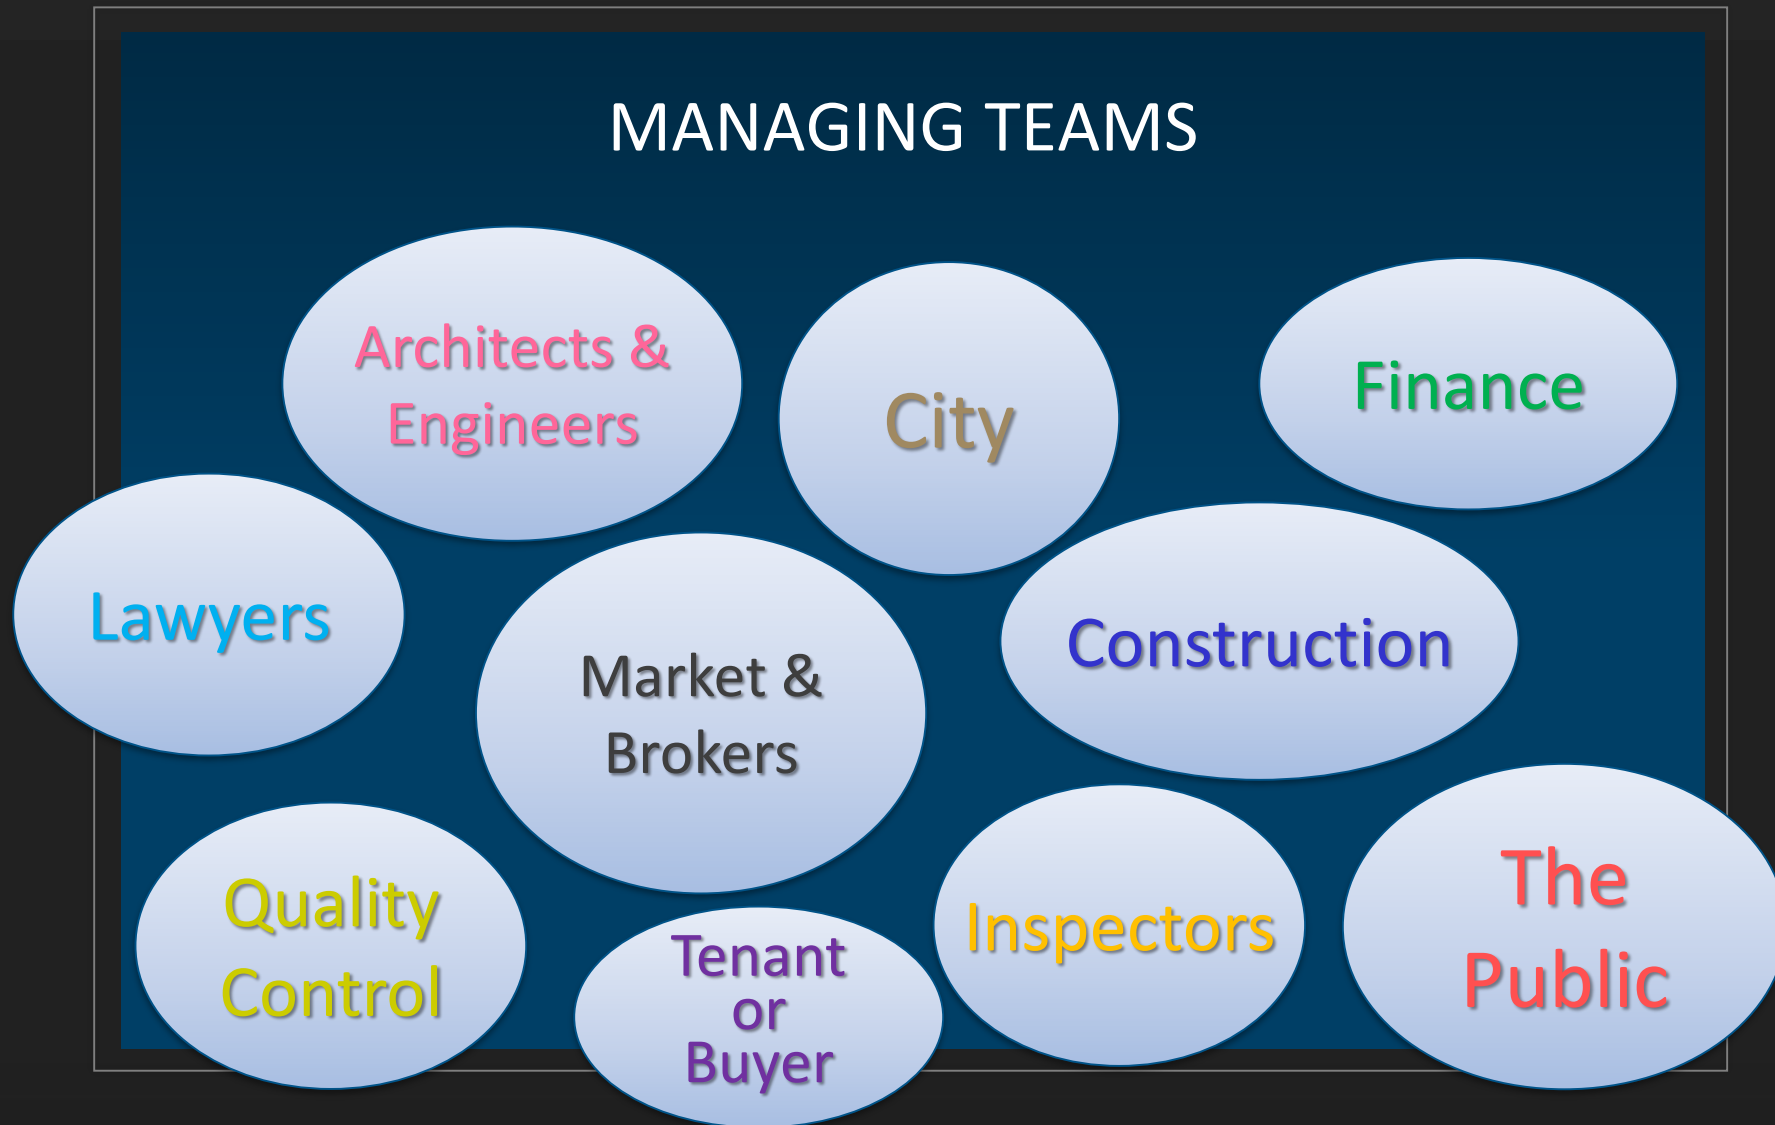 MANAGING TEAMS
Architects &
Engineers
City
Finance
Lawyers
Market &
Brokers
Construction
Quality
Control
Tenant
or
Buyer
Inspectors
The
Public